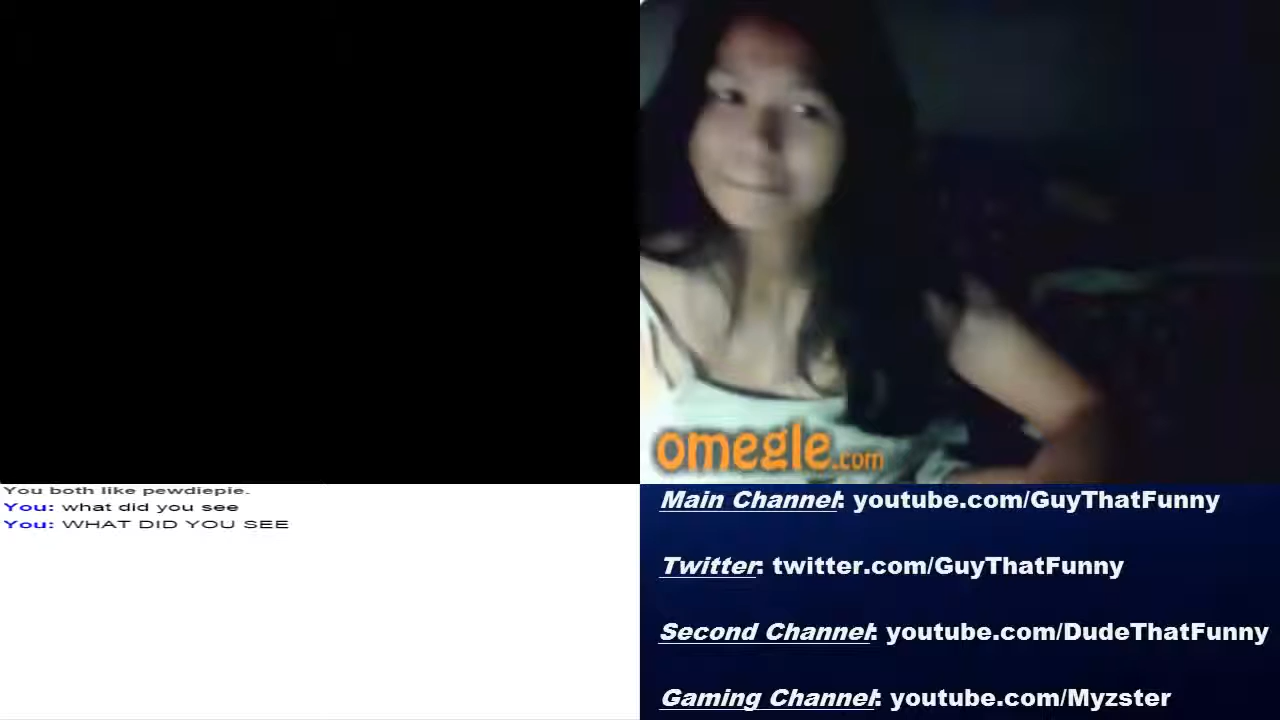 omegle.com
You both like pewdiepie.
You: what did you see
You: WHAT DID YOU SEE
Main Channel: youtube.com/GuyThatFunny
Twitter: twitter.com/GuyThatFunny
Second Channel: youtube.com/DudeThatFunny
Gaming Channel: youtube.com/Myzster